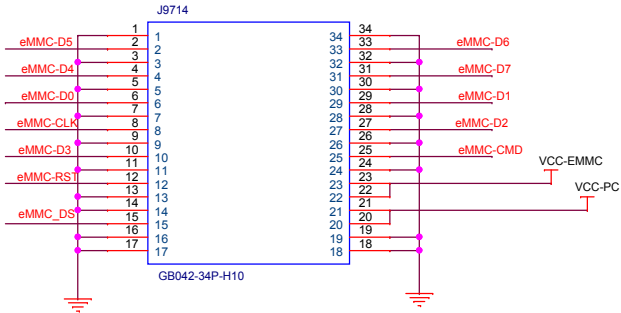 J9714
1 1 34 34
eMMC-D5 2 2 33 33 eMMC-D6
3 3 32 32
eMMC-D4 4 4 31 31 eMMC-D7
5 5 30 30
eMMC-D0 6 6 29 29 eMMC-D1
7 7 28 28
eMMC-CLK 8 8 27 27 eMMC-D2
9 9 26 26
eMMC-D3 10 10 25 25 eMMC-CMD
11 11 24 24
VCC-EMMC
eMMC-RST 12 12 23 23
13 13 22 22
VCC-PC
14 14 21 21
eMMC_DS 15 15 20 20
16 16 19 19
17 17 18 18
GB042-34P-H10